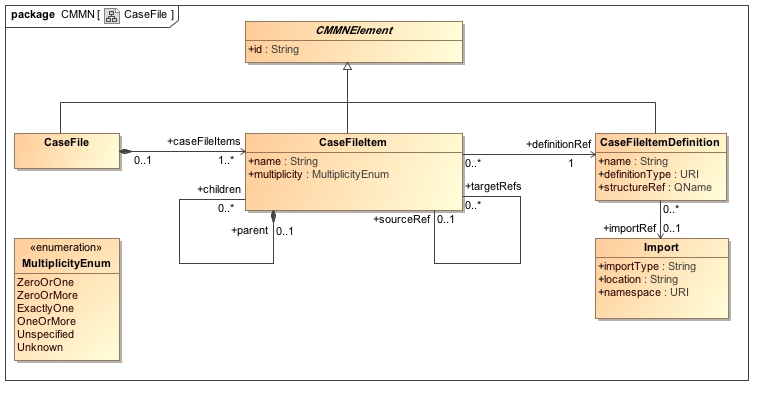 package CMMN [ CaseFile ]
CMMNElement
+id : String
CaseFile
+caseFileItems
0..1
1..*
CaseFileItem
+name : String
+multiplicity : MultiplicityEnum
+definitionRef
0..*
1
CaseFileItemDefinition
+name : String
+definitionType : URI
+structureRef : QName
+children
0..*
+parent
0..1
+targetRefs
0..*
+sourceRef
0..1
0..*
+importRef
0..1
«enumeration»
MultiplicityEnum
ZeroOrOne
ZeroOrMore
ExactlyOne
OneOrMore
Unspecified
Unknown
Import
+importType : String
+location : String
+namespace : URI